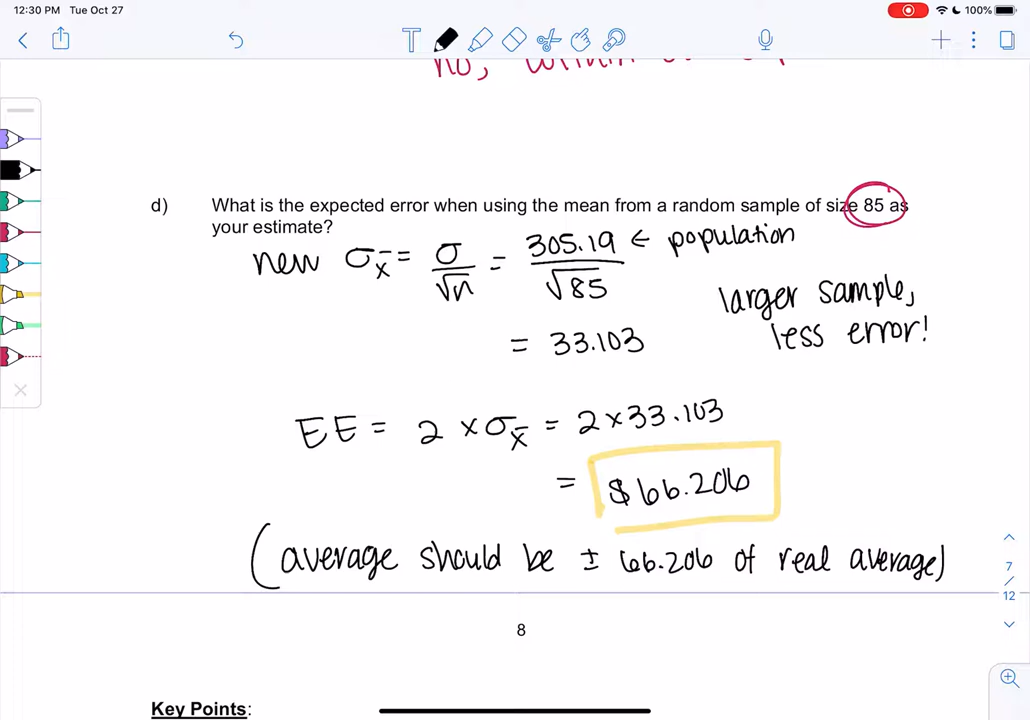 12:30 PM Tue Oct 27
100%
no, within
d) What is the expected error when using the mean from a random sample of size 85 as
your estimate?
new σx̄ = σ/√n = 305.19/√85 ← population
larger sample,
less error!
= 33.103
EE = 2 × σx̄ = 2 × 33.103
= $66.206
(average should be ± 66.206 of real average)
7
/
12
8
Key Points: